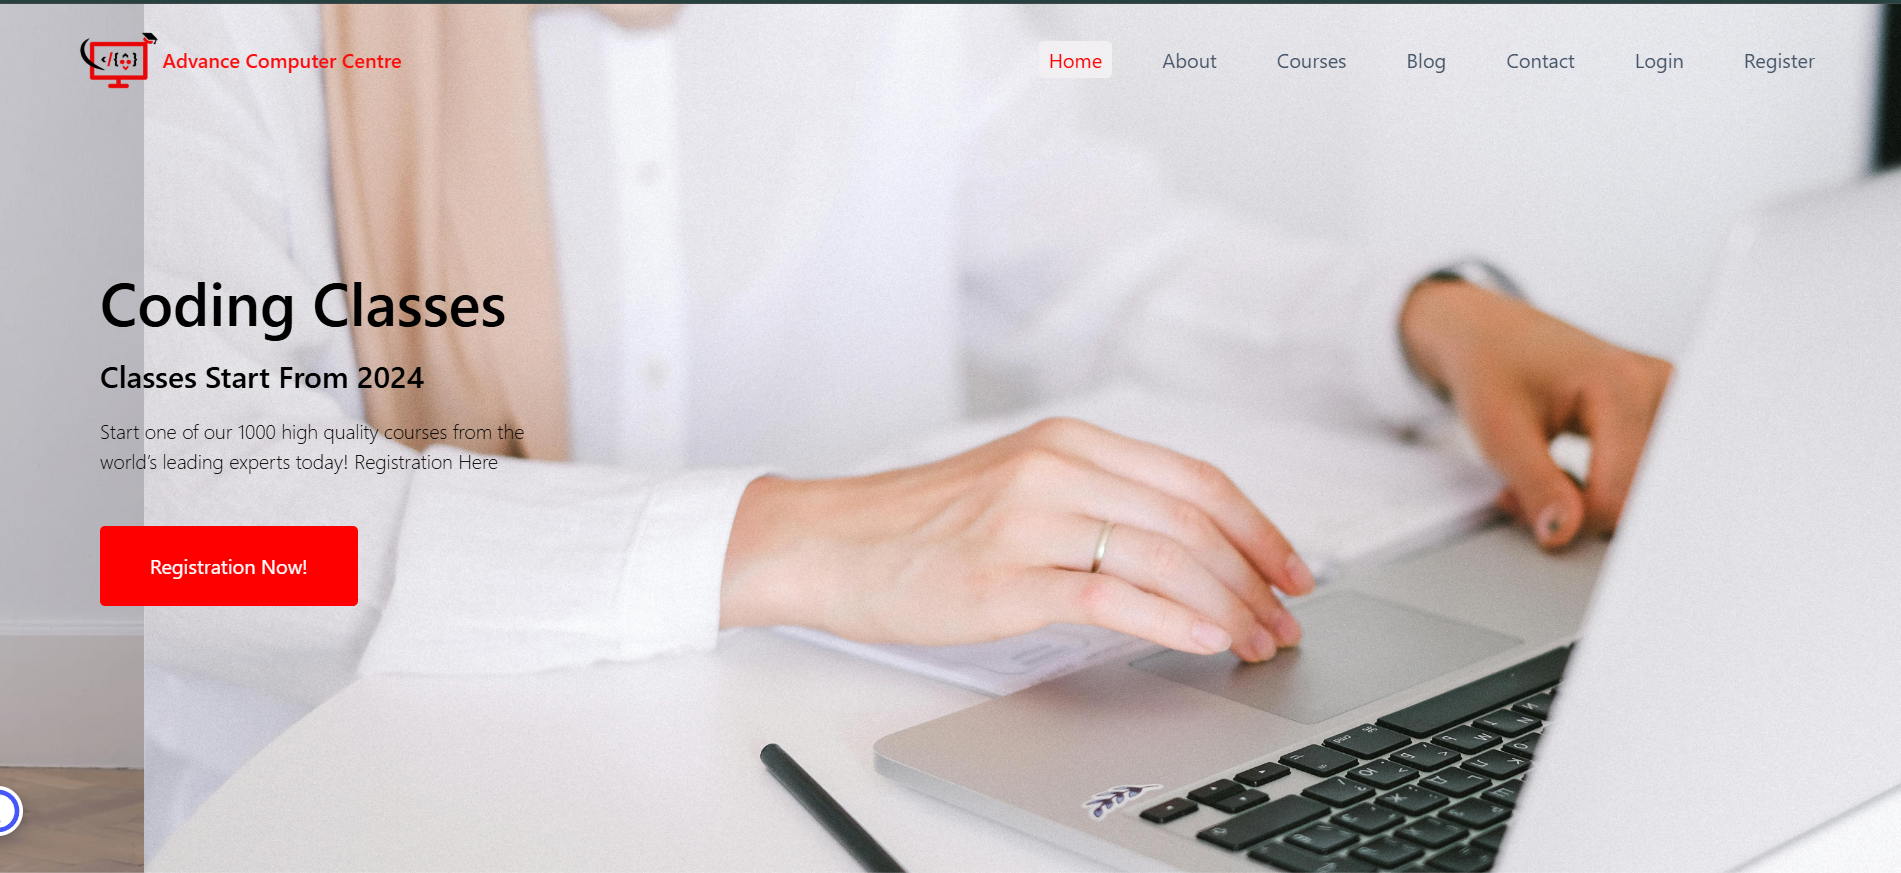 Advance Computer Centre
Home About Courses Blog Contact Login Register
Coding Classes
Classes Start From 2024
Start one of our 1000 high quality courses from the
world's leading experts today! Registration Here
Registration Now!
cmd